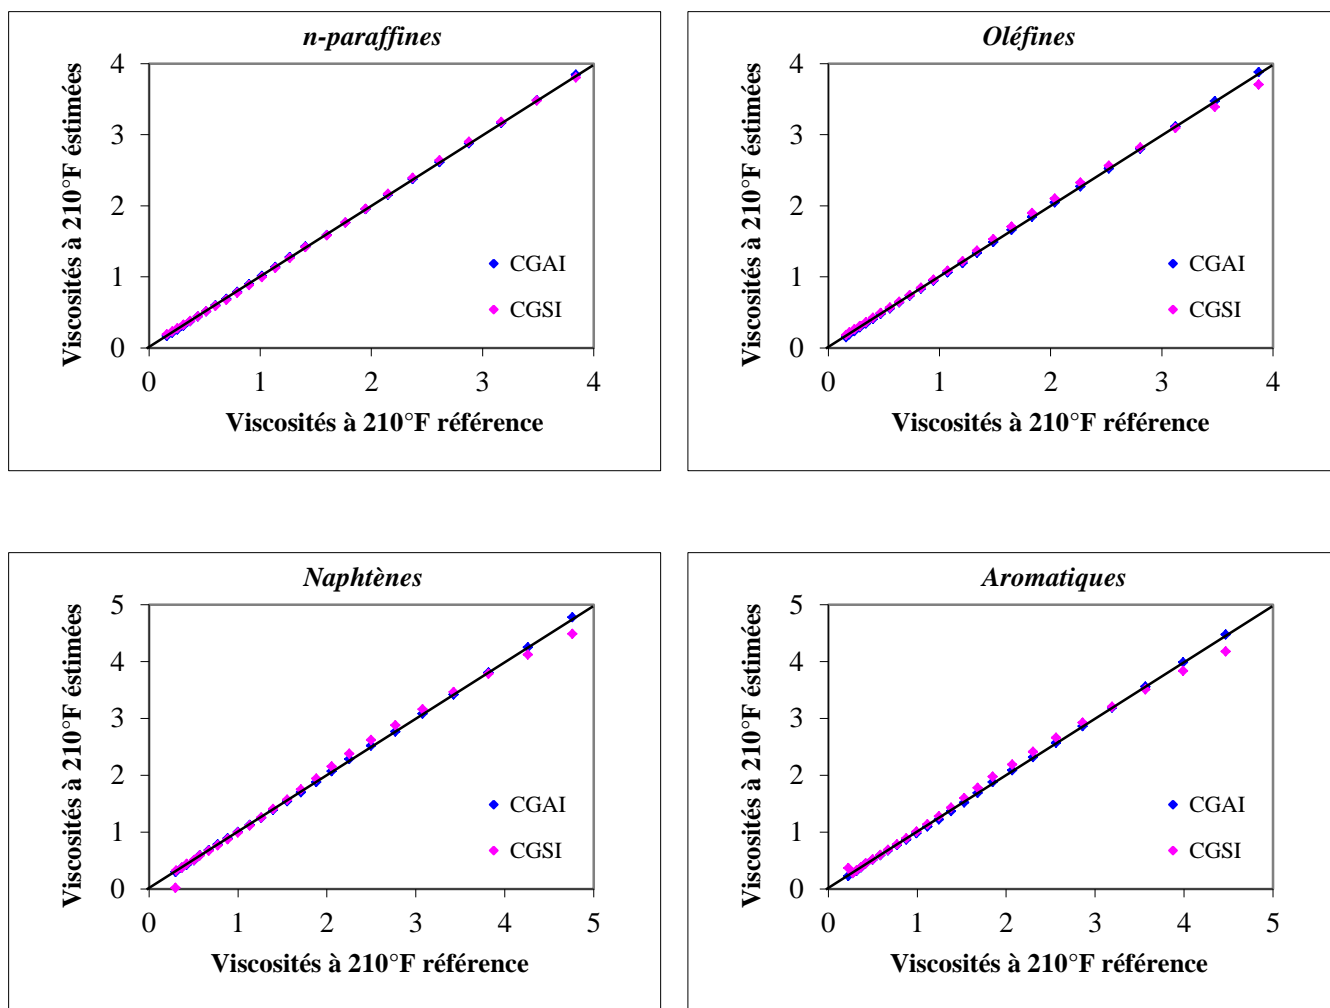 n-paraffines
4
3
2
1
0
0 1 2 3 4
Viscosités à 210°F éstimées
Viscosités à 210°F référence
CGAI
CGSI
Oléfines
4
3
2
1
0
0 1 2 3 4
Viscosités à 210°F éstimées
Viscosités à 210°F référence
CGAI
CGSI
Naphtènes
5
4
3
2
1
0
0 1 2 3 4 5
Viscosités à 210°F éstimées
Viscosités à 210°F référence
CGAI
CGSI
Aromatiques
5
4
3
2
1
0
0 1 2 3 4 5
Viscosités à 210°F éstimées
Viscosités à 210°F référence
CGAI
CGSI